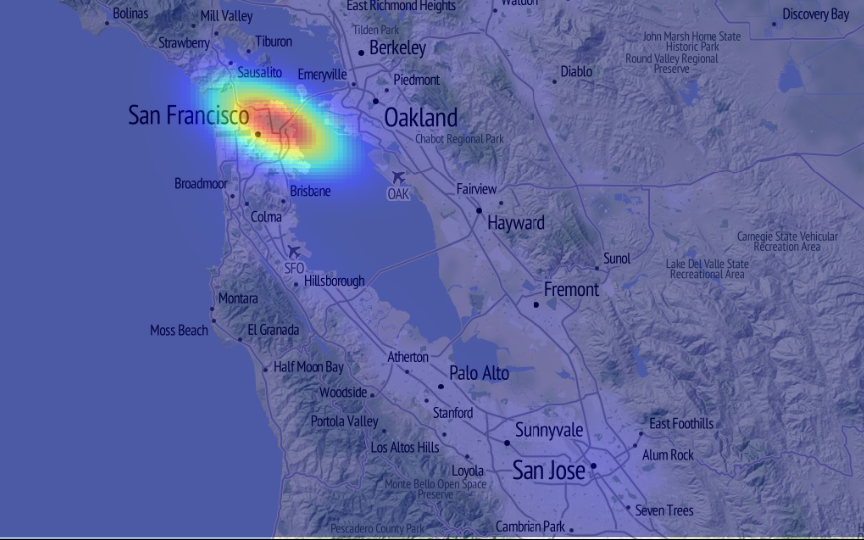 East Richmond Heights
Waldon
Bolinas
Mill Valley
Discovery Bay
Tilden Park
Strawberry
Tiburon
Berkeley
John Marsh Home State
Historic Park
Round Valley Regional
Preserve
Sausalito
Emeryville
Piedmont
Diablo
San Francisco
Oakland
Chabot Regional Park
Broadmoor
Brisbane
OAK
Fairview
Colma
Hayward
Carnegie State Vehicular
Recreation Area
SFO
Hillsborough
Sunol
Lake Del Valle State
Recreational Area
Montara
Fremont
Moss Beach
El Granada
Atherton
Half Moon Bay
Palo Alto
Woodside
Stanford
Portola Valley
Sunnyvale
East Foothills
Los Altos Hills
Alum Rock
Loyola
San Jose
Monte Bello Open Space
Preserve
Seven Trees
Pescadero County Park
Cambrian Park